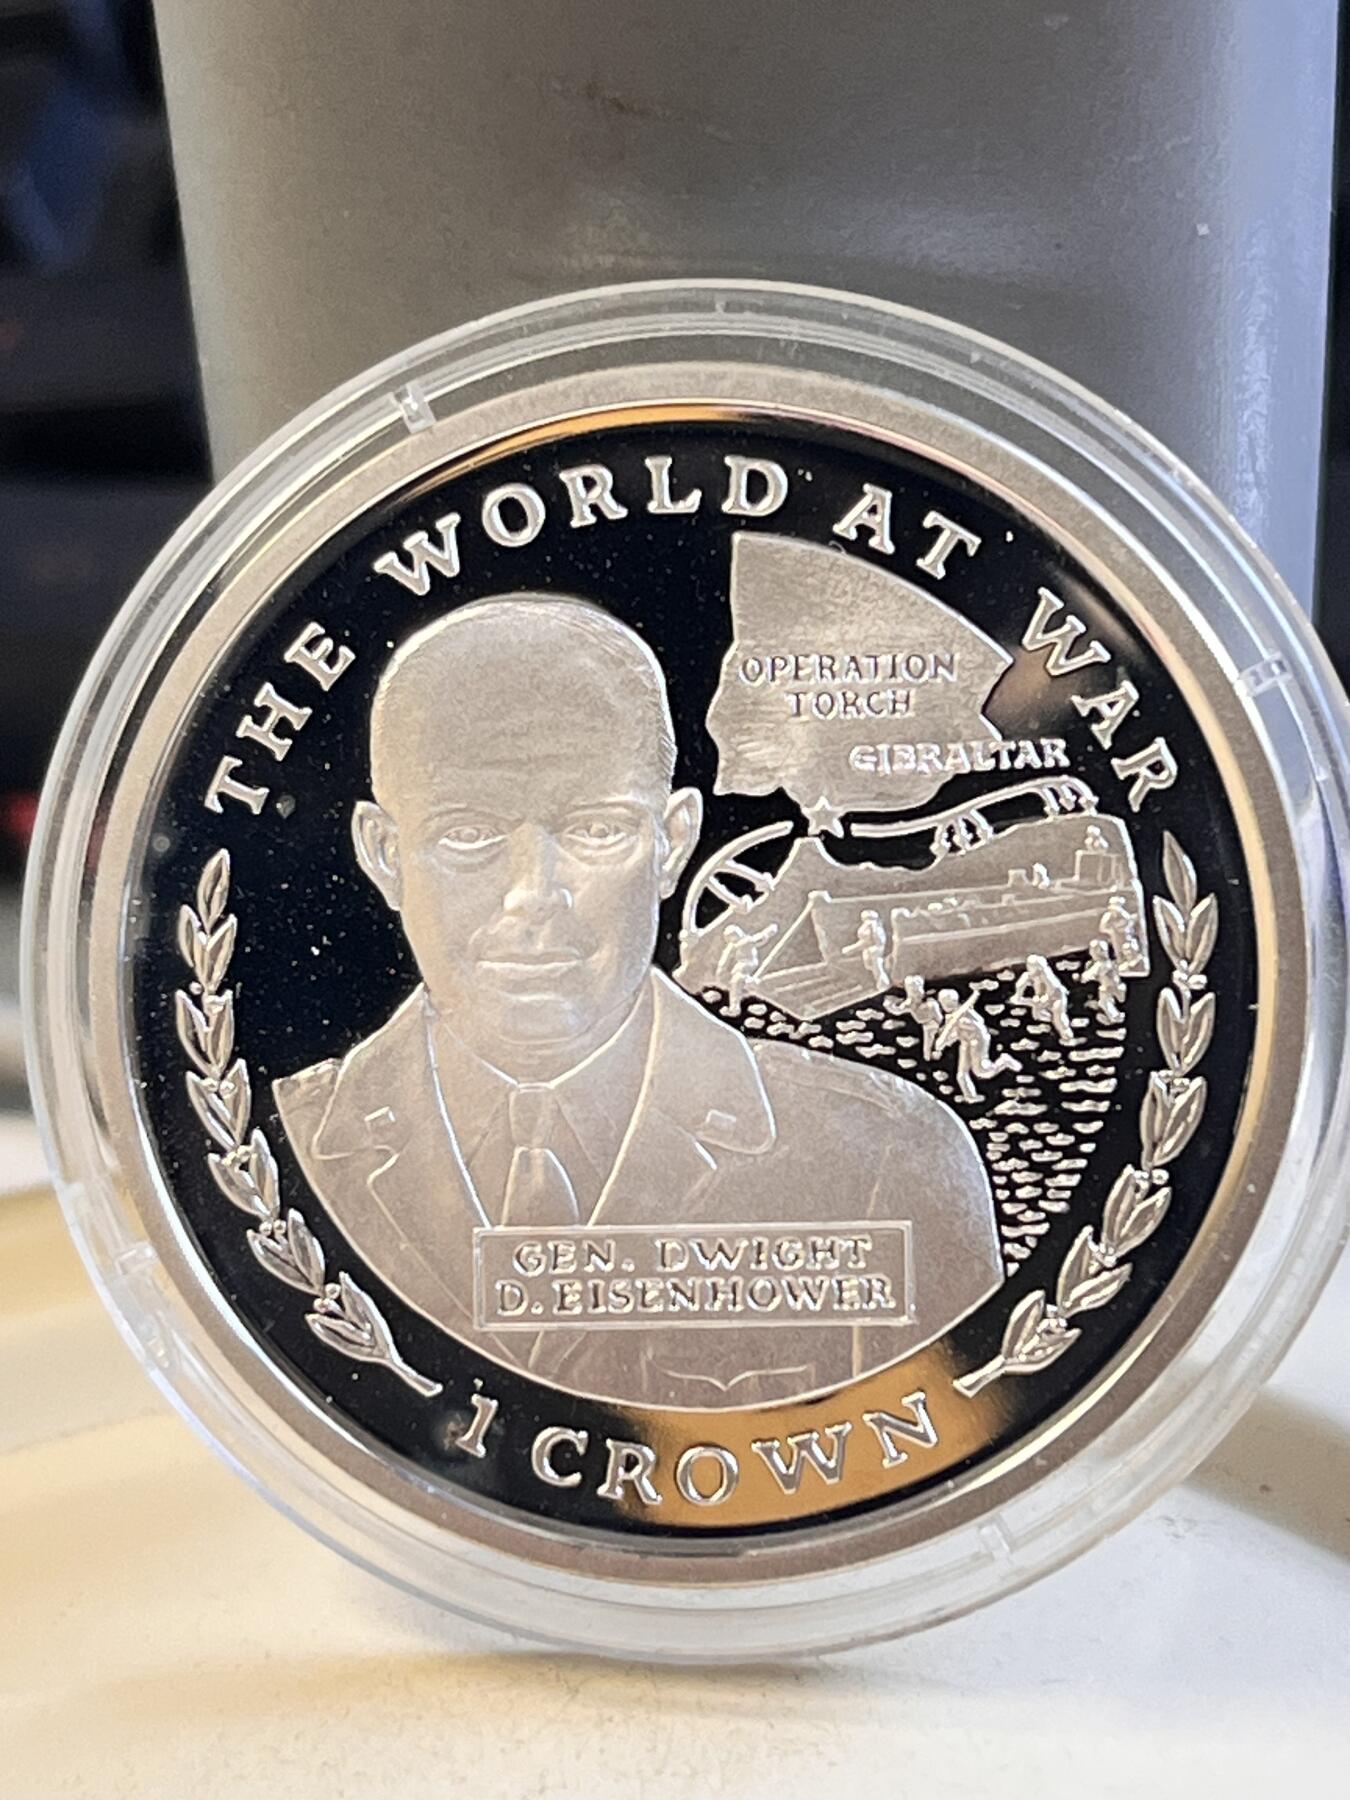 THE WORLD AT WAR
OPERATION
TORCH
GIBRALTAR
GEN. DWIGHT
D. EISENHOWER
1 CROWN